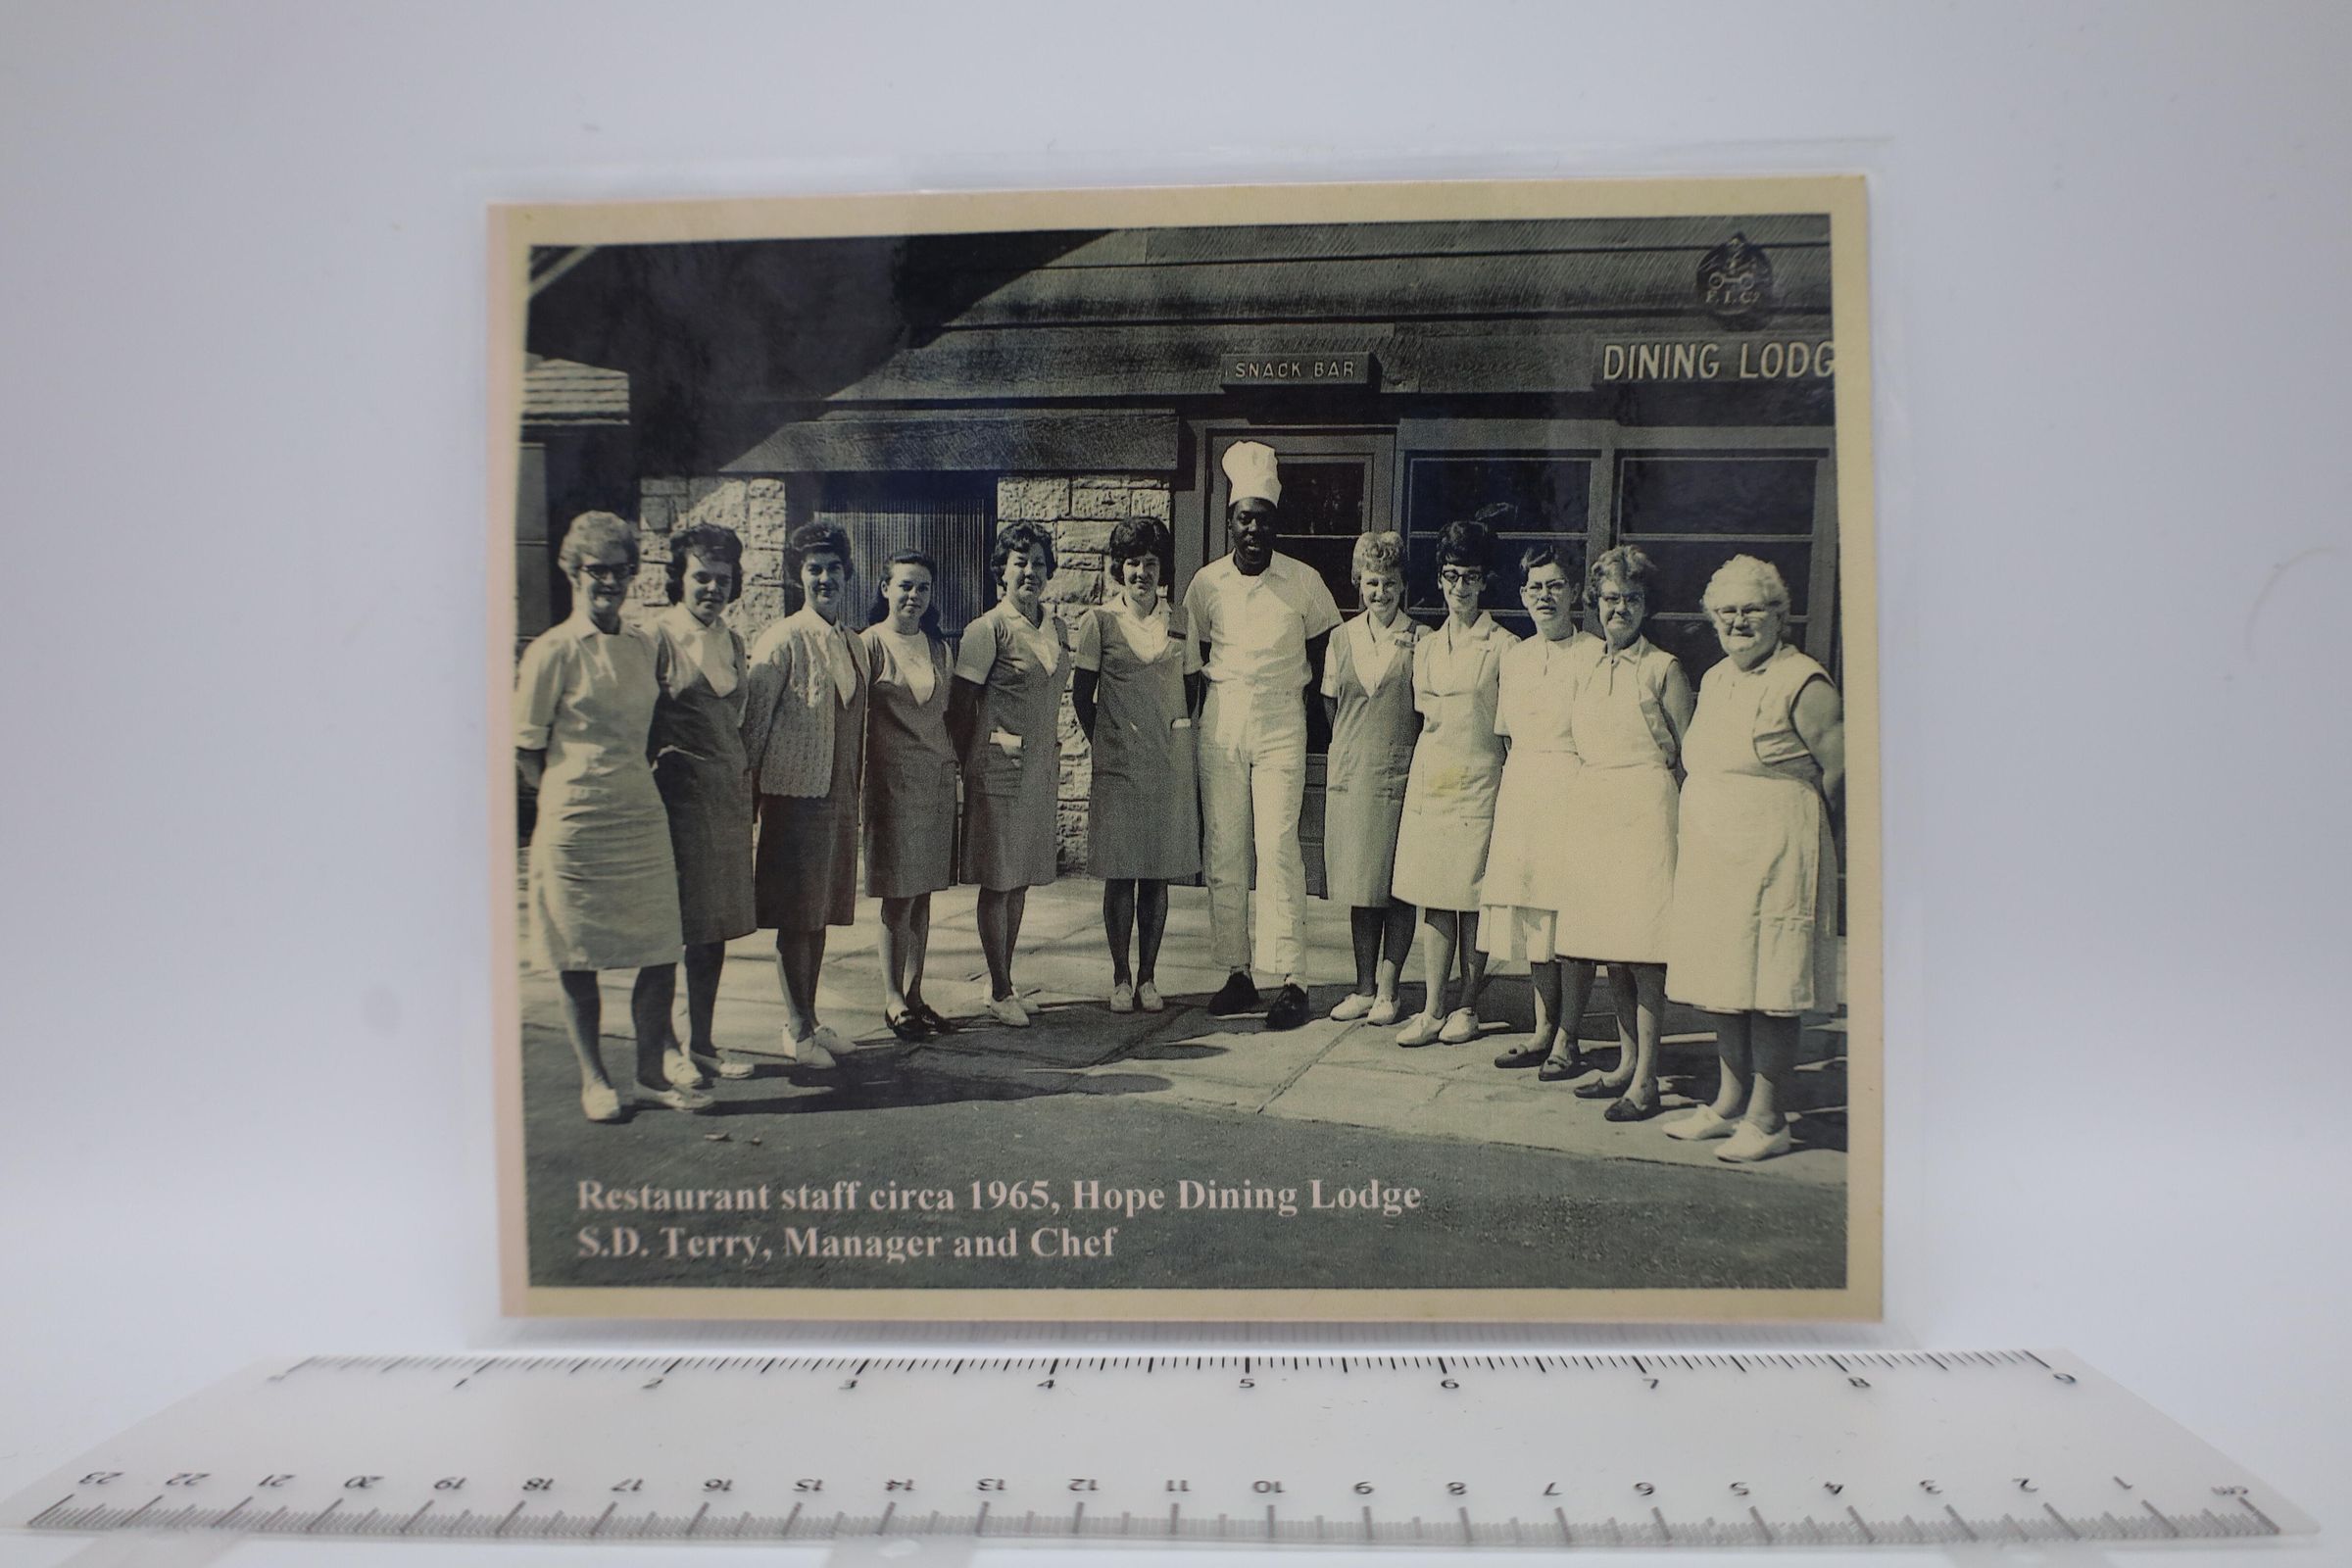 F. I. C.
SNACK BAR
DINING LODG
Restaurant staff circa 1965, Hope Dining Lodge
S.D. Terry, Manager and Chef
1 2 3 4 5 6 7 8 9
23 22 21 20 19 18 17 16 15 14 13 12 11 10 9 8 7 6 5 4 3 2 1 cm